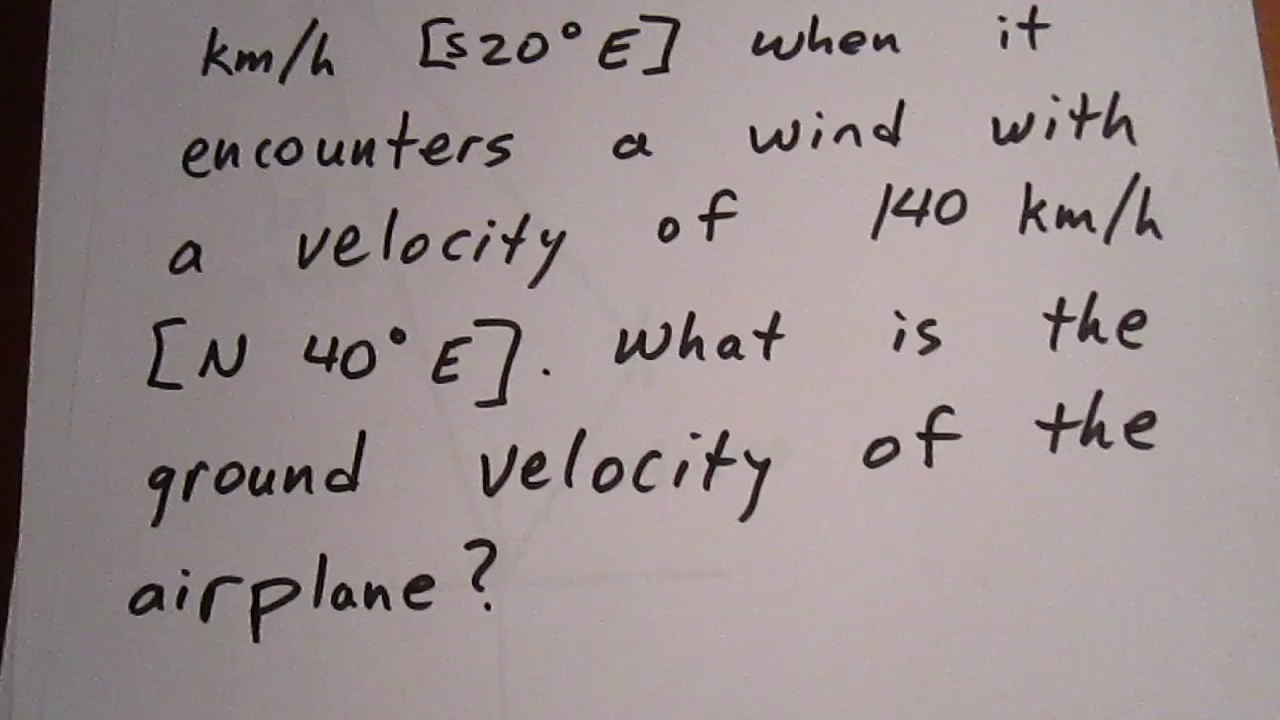 km/h [S20° E] when it
encounters a wind with
a velocity of 140 km/h
[N 40° E]. What is the
ground velocity of the
airplane?